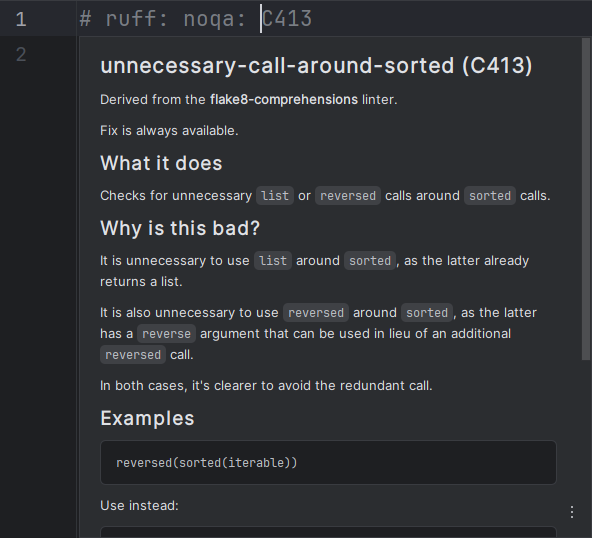 1 # ruff: noqa: C413
2
unnecessary-call-around-sorted (C413)
Derived from the flake8-comprehensions linter.
Fix is always available.
What it does
Checks for unnecessary list or reversed calls around sorted calls.
Why is this bad?
It is unnecessary to use list around sorted, as the latter already
returns a list.
It is also unnecessary to use reversed around sorted, as the latter
has a reverse argument that can be used in lieu of an additional
reversed call.
In both cases, it's clearer to avoid the redundant call.
Examples
reversed(sorted(iterable))
Use instead: